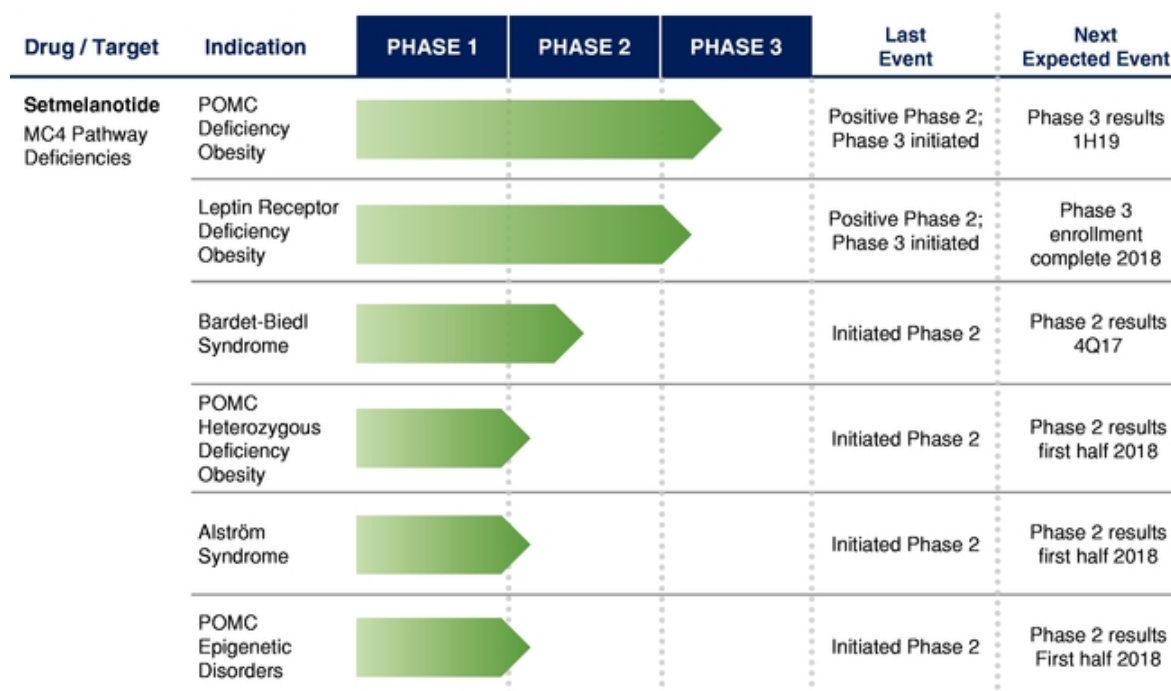 Drug / Target
Indication
PHASE 1
PHASE 2
PHASE 3
Last
Event
Next
Expected Event
Setmelanotide
MC4 Pathway
Deficiencies
POMC
Deficiency
Obesity
Positive Phase 2;
Phase 3 initiated
Phase 3 results
1H19
Leptin Receptor
Deficiency
Obesity
Positive Phase 2;
Phase 3 initiated
Phase 3
enrollment
complete 2018
Bardet-Biedl
Syndrome
Initiated Phase 2
Phase 2 results
4Q17
POMC
Heterozygous
Deficiency
Obesity
Initiated Phase 2
Phase 2 results
first half 2018
Alström
Syndrome
Initiated Phase 2
Phase 2 results
first half 2018
POMC
Epigenetic
Disorders
Initiated Phase 2
Phase 2 results
First half 2018